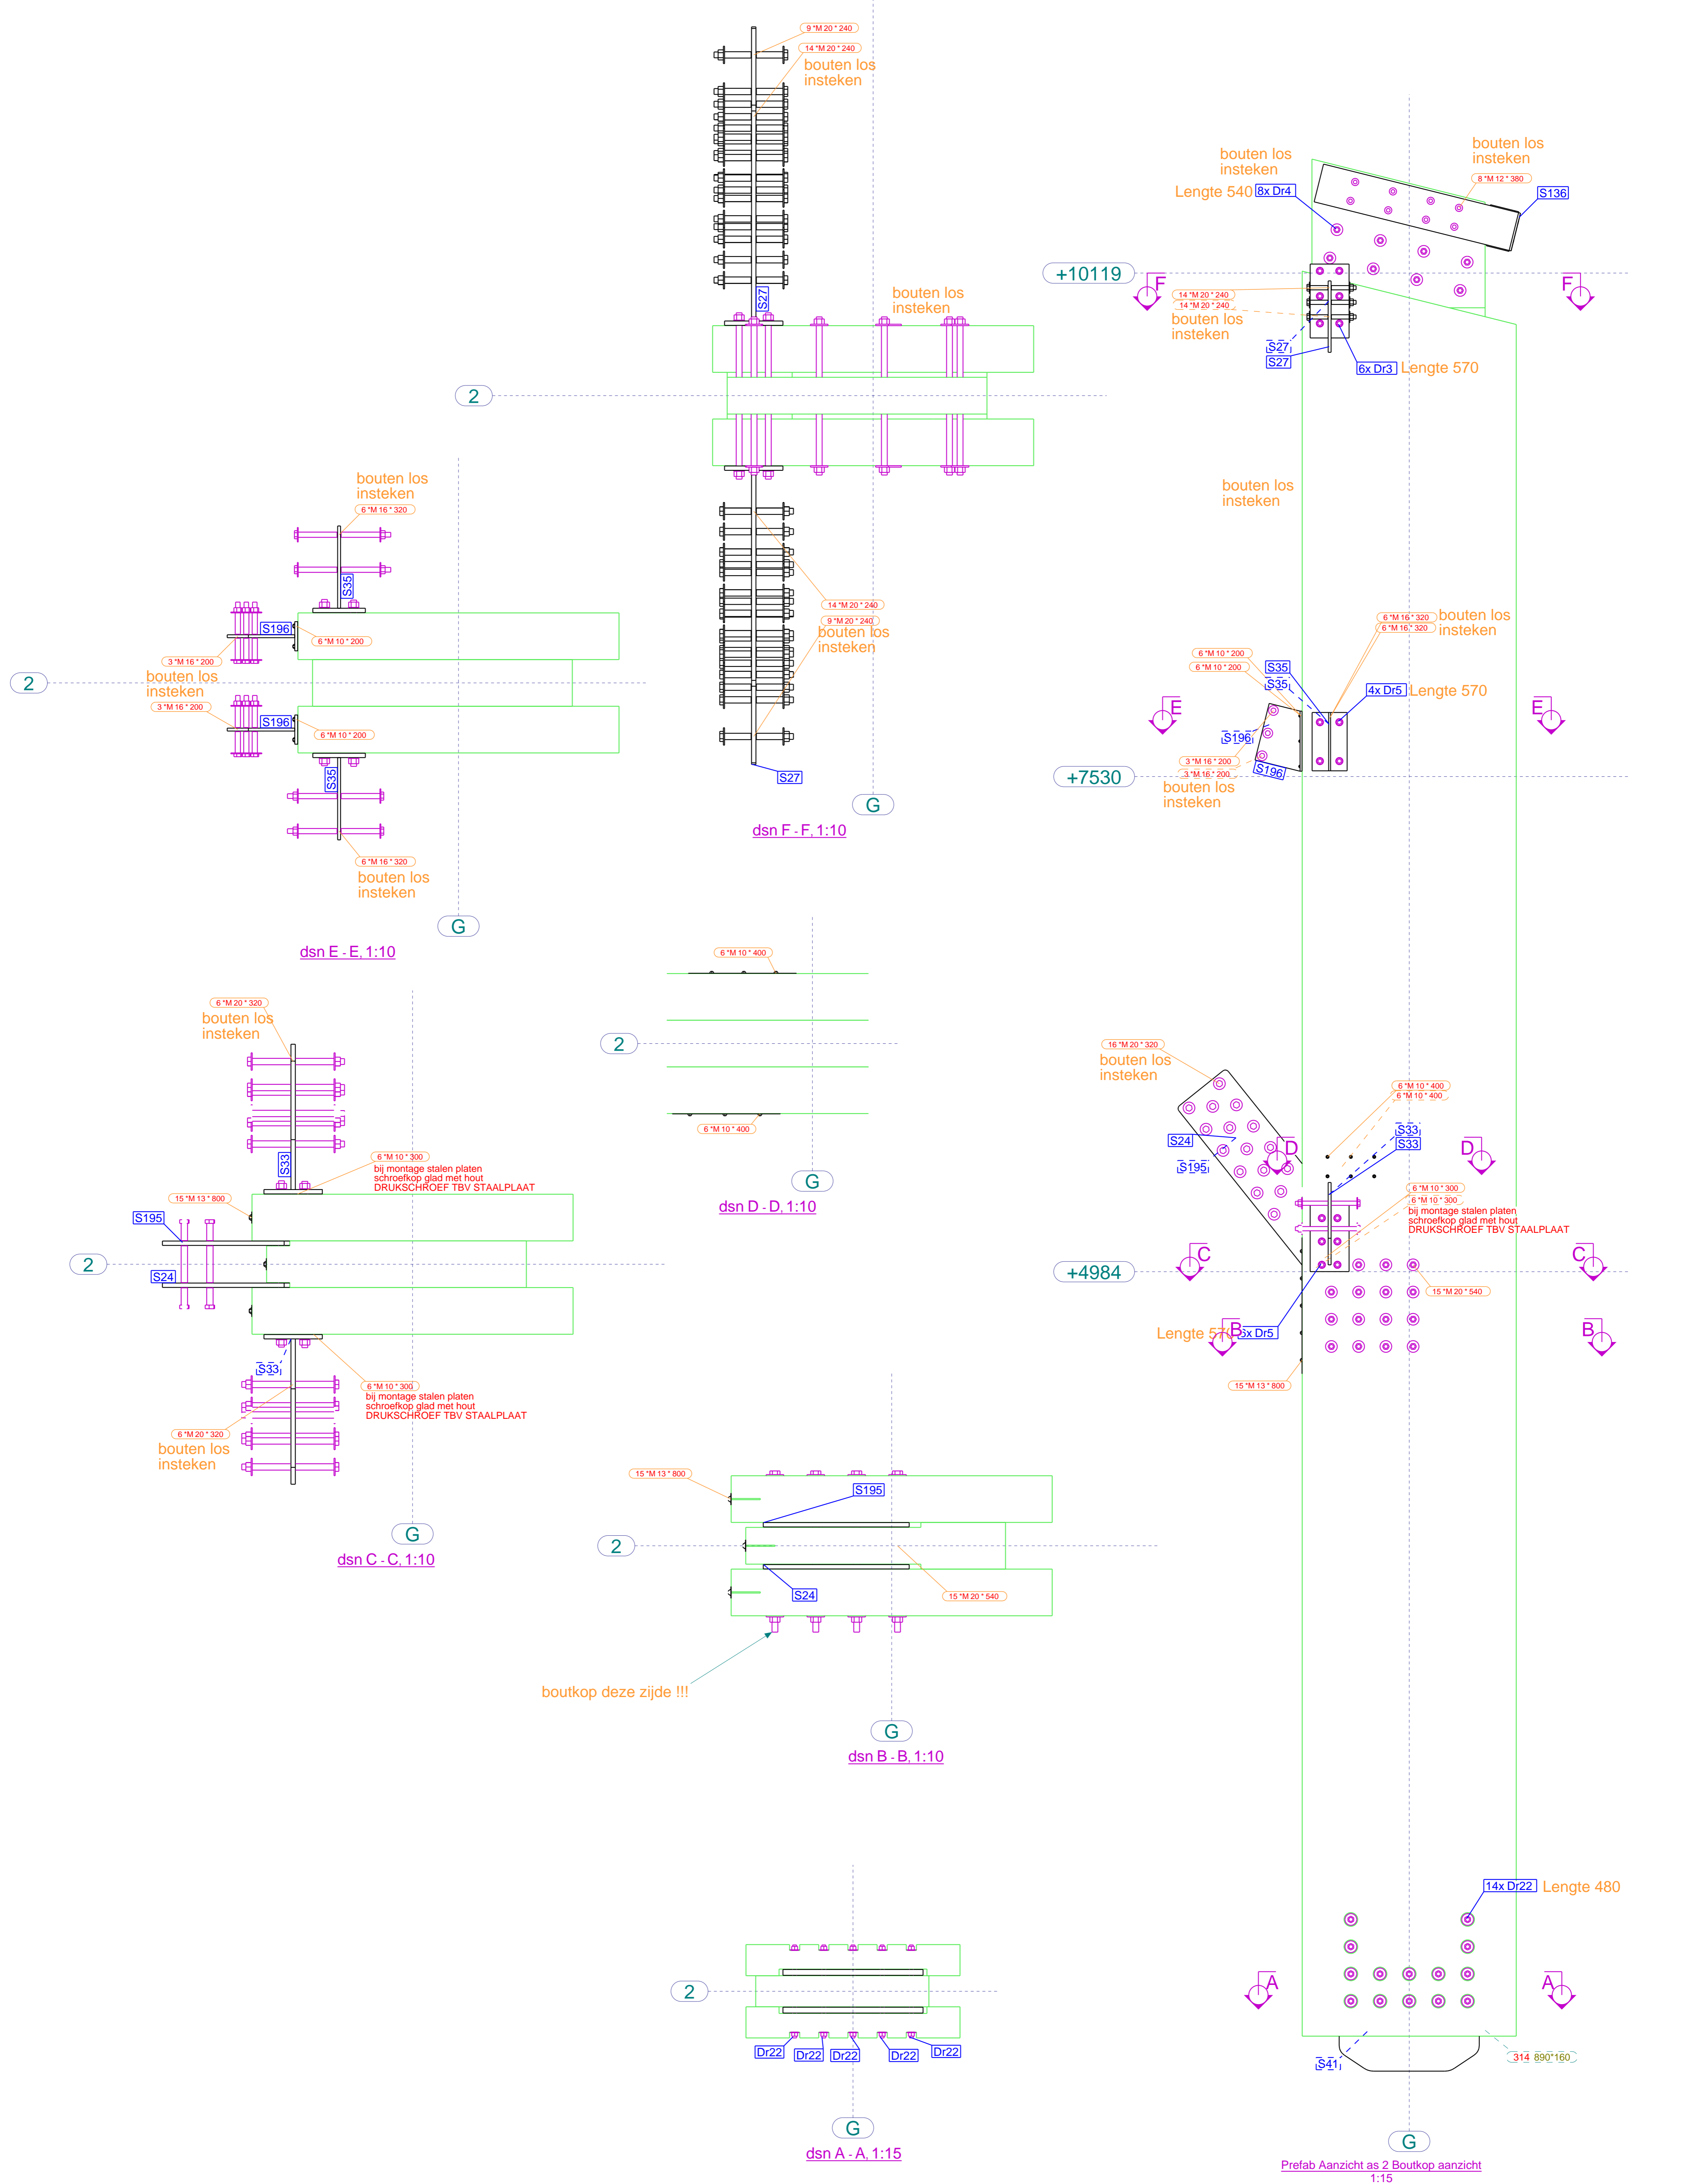 9 *M 20 * 240
14 *M 20 * 240
bouten los
insteken
S27
bouten los
insteken
2
14 *M 20 * 240
9 *M 20 * 240
bouten los
insteken
S27
G
dsn F - F, 1:10
bouten los
insteken
6 *M 16 * 320
S35
S196
6 *M 10 * 200
3 *M 16 * 200
bouten los
insteken
2
3 *M 16 * 200
S196
6 *M 10 * 200
S35
6 *M 16 * 320
bouten los
insteken
G
dsn E - E, 1:10
6 *M 10 * 400
2
6 *M 10 * 400
G
dsn D - D, 1:10
6 *M 20 * 320
bouten los
insteken
S33
6 *M 10 * 300
bij montage stalen platen
schroefkop glad met hout
DRUKSCHROEF TBV STAALPLAAT
15 *M 13 * 800
S195
2
S24
S33
6 *M 10 * 300
bij montage stalen platen
schroefkop glad met hout
DRUKSCHROEF TBV STAALPLAAT
6 *M 20 * 320
bouten los
insteken
G
dsn C - C, 1:10
15 *M 13 * 800
S195
2
S24
15 *M 20 * 540
boutkop deze zijde !!!
G
dsn B - B, 1:10
2
Dr22
Dr22
Dr22
Dr22
Dr22
G
dsn A - A, 1:15
bouten los
insteken
bouten los
insteken
8 *M 12 * 380
Lengte 540
8x Dr4
S136
+10119
F
F
14 *M 20 * 240
14 *M 20 * 240
bouten los
insteken
S27
S27
6x Dr3
Lengte 570
bouten los
insteken
6 *M 16 * 320
6 *M 16 * 320
bouten los
insteken
6 *M 10 * 200
6 *M 10 * 200
S35
S35
4x Dr5
Lengte 570
E
E
S196
3 *M 16 * 200
3 *M 16 * 200
S196
+7530
bouten los
insteken
16 *M 20 * 320
bouten los
insteken
6 *M 10 * 400
6 *M 10 * 400
S24
S195
S33
S33
D
D
6 *M 10 * 300
6 *M 10 * 300
bij montage stalen platen
schroefkop glad met hout
DRUKSCHROEF TBV STAALPLAAT
C
C
+4984
15 *M 20 * 540
Lengte 570
6x Dr5
B
B
15 *M 13 * 800
14x Dr22
Lengte 480
A
A
S41
314 890*160
G
Prefab Aanzicht as 2 Boutkop aanzicht
1:15